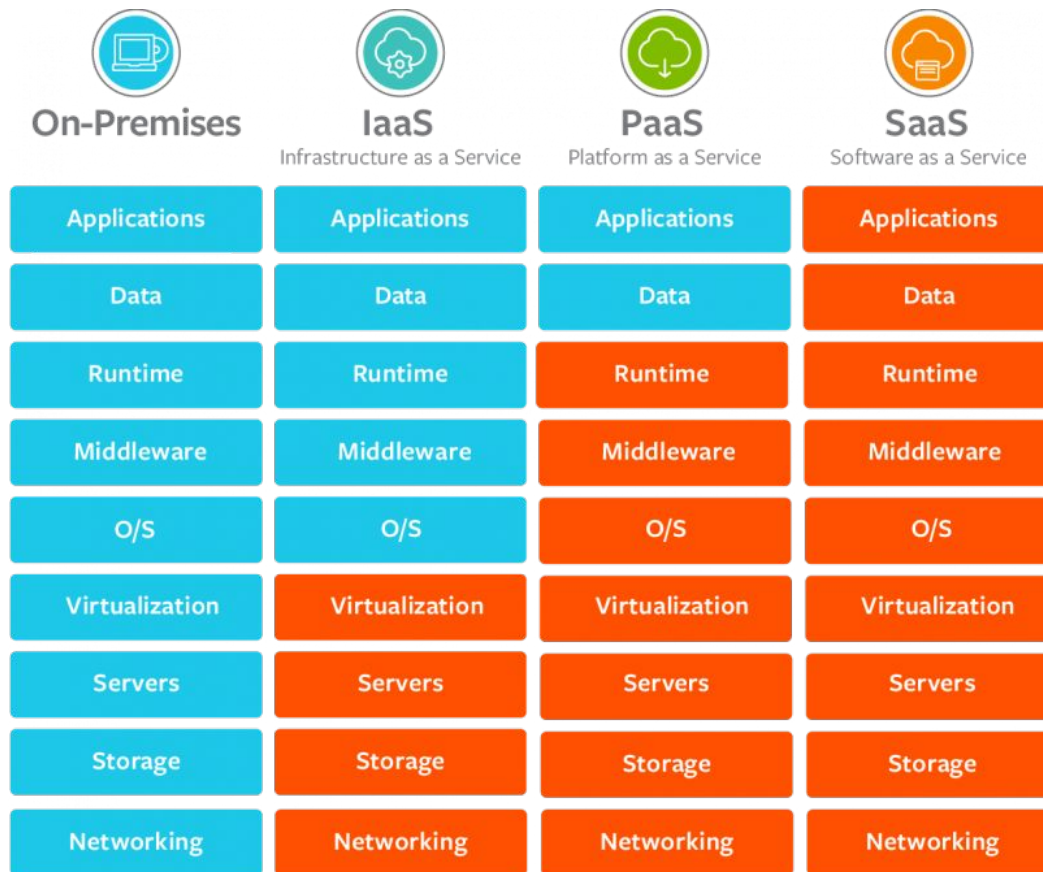 On-Premises IaaS PaaS SaaS
Infrastructure as a Service Platform as a Service Software as a Service
Applications Applications Applications Applications
Data Data Data Data
Runtime Runtime Runtime Runtime
Middleware Middleware Middleware Middleware
O/S O/S O/S O/S
Virtualization Virtualization Virtualization Virtualization
Servers Servers Servers Servers
Storage Storage Storage Storage
Networking Networking Networking Networking